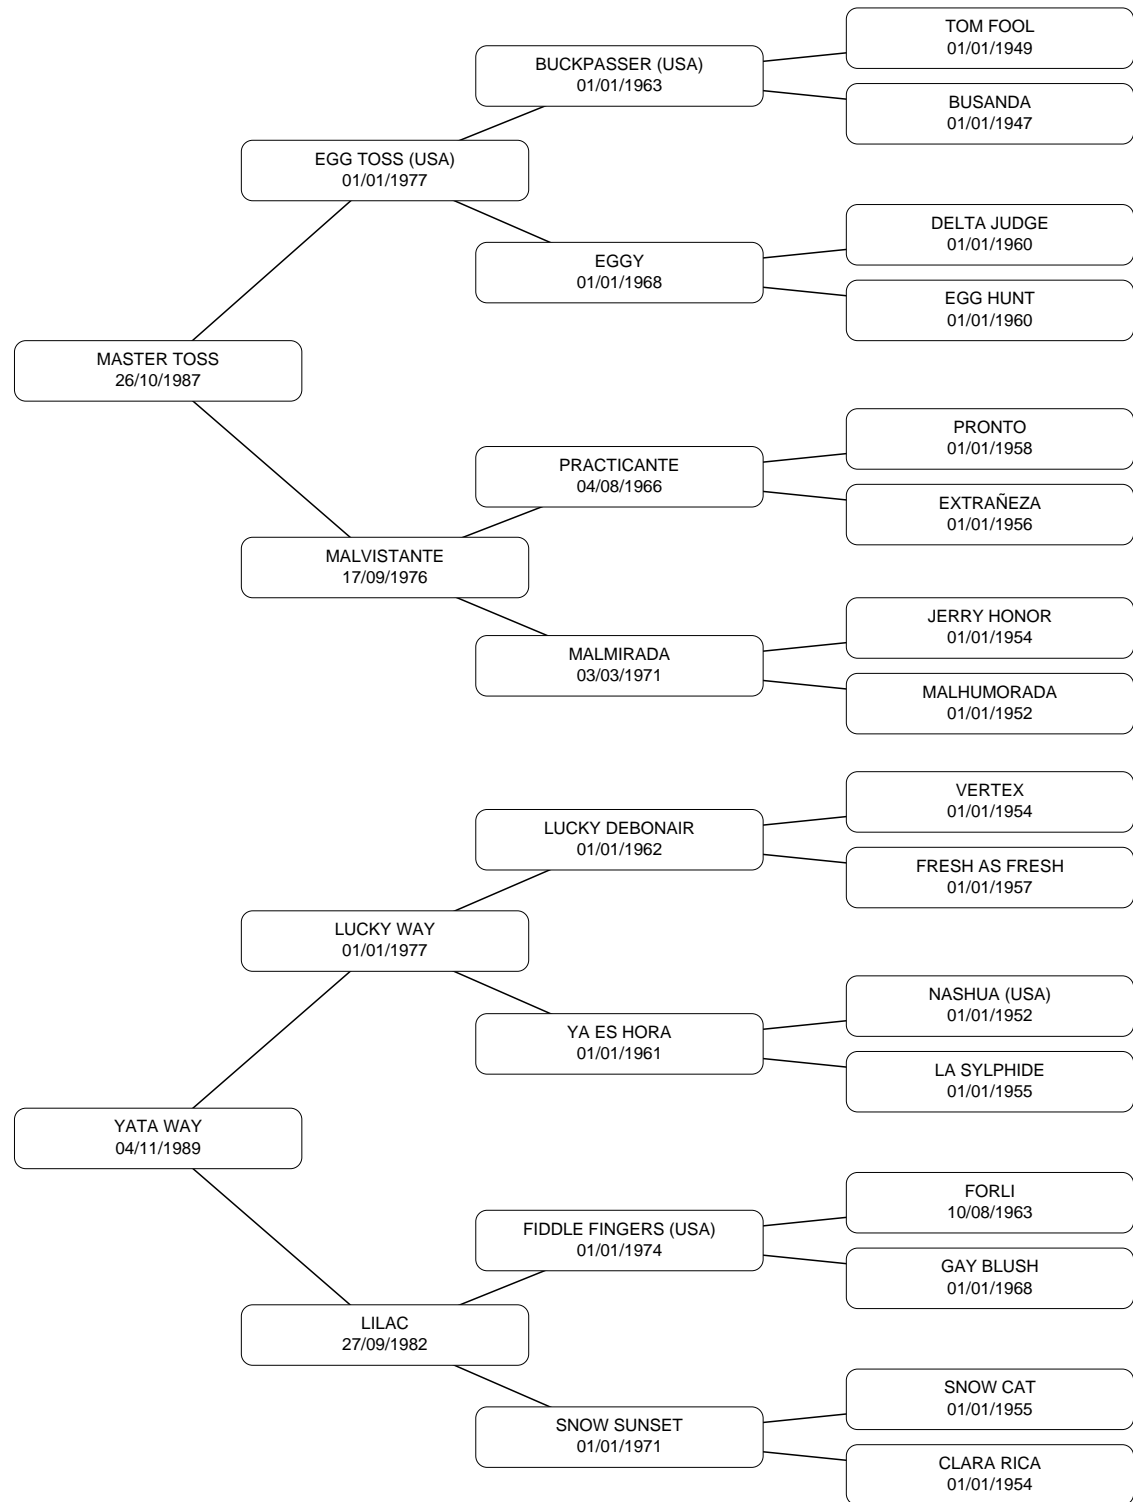 TOM FOOL
01/01/1949
BUCKPASSER (USA)
01/01/1963
BUSANDA
01/01/1947
EGG TOSS (USA)
01/01/1977
DELTA JUDGE
01/01/1960
EGGY
01/01/1968
EGG HUNT
01/01/1960
MASTER TOSS
26/10/1987
PRONTO
01/01/1958
PRACTICANTE
04/08/1966
EXTRAÑEZA
01/01/1956
MALVISTANTE
17/09/1976
JERRY HONOR
01/01/1954
MALMIRADA
03/03/1971
MALHUMORADA
01/01/1952
VERTEX
01/01/1954
LUCKY DEBONAIR
01/01/1962
FRESH AS FRESH
01/01/1957
LUCKY WAY
01/01/1977
NASHUA (USA)
01/01/1952
YA ES HORA
01/01/1961
LA SYLPHIDE
01/01/1955
YATA WAY
04/11/1989
FORLI
10/08/1963
FIDDLE FINGERS (USA)
01/01/1974
GAY BLUSH
01/01/1968
LILAC
27/09/1982
SNOW CAT
01/01/1955
SNOW SUNSET
01/01/1971
CLARA RICA
01/01/1954